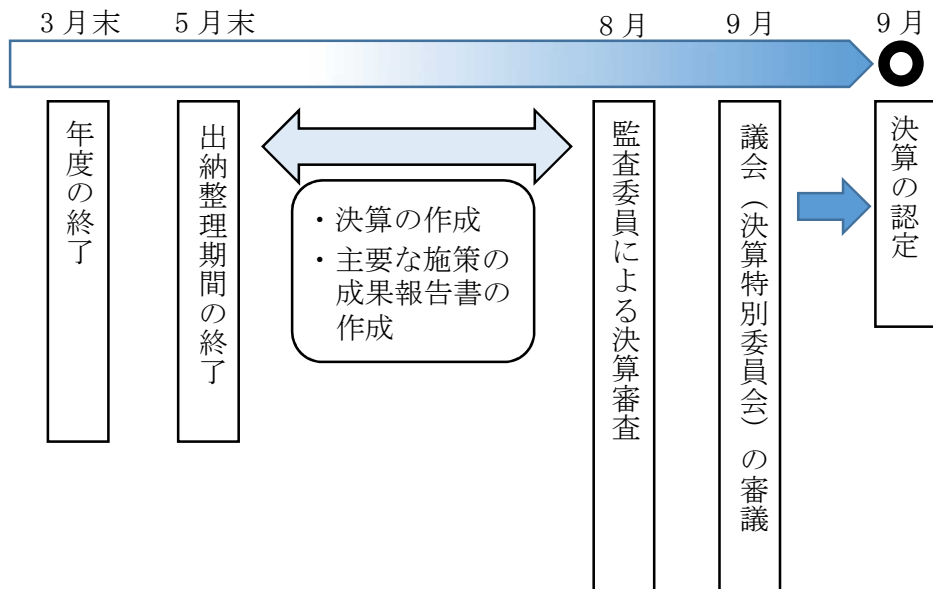 3月末
5月末
8月
9月
9月
年度の終了
出納整理期間の終了
・決算の作成
・主要な施策の
成果報告書の
作成
監査委員による決算審査
議会（決算特別委員会）の審議
決算の認定